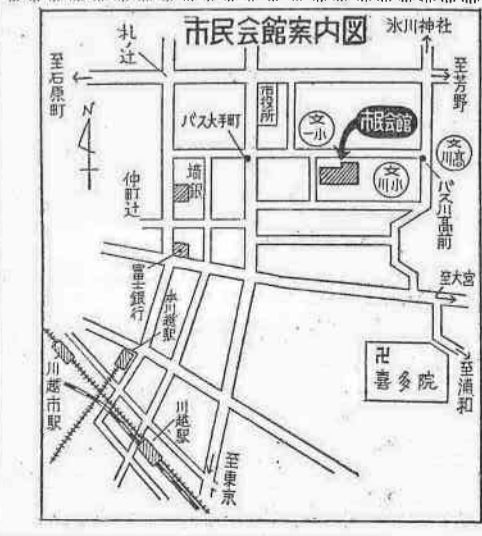 市民会館案内図
札ノ辻
氷川神社
至石原町
至芳野
N
市役所
バス大手町
文
一小
市民会館
文
川高
文
川小
バス川高前
仲町辻
埼銀
富士銀行
本川越駅
至大宮
卍
喜多院
至浦和
川越市駅
川越駅
至東京